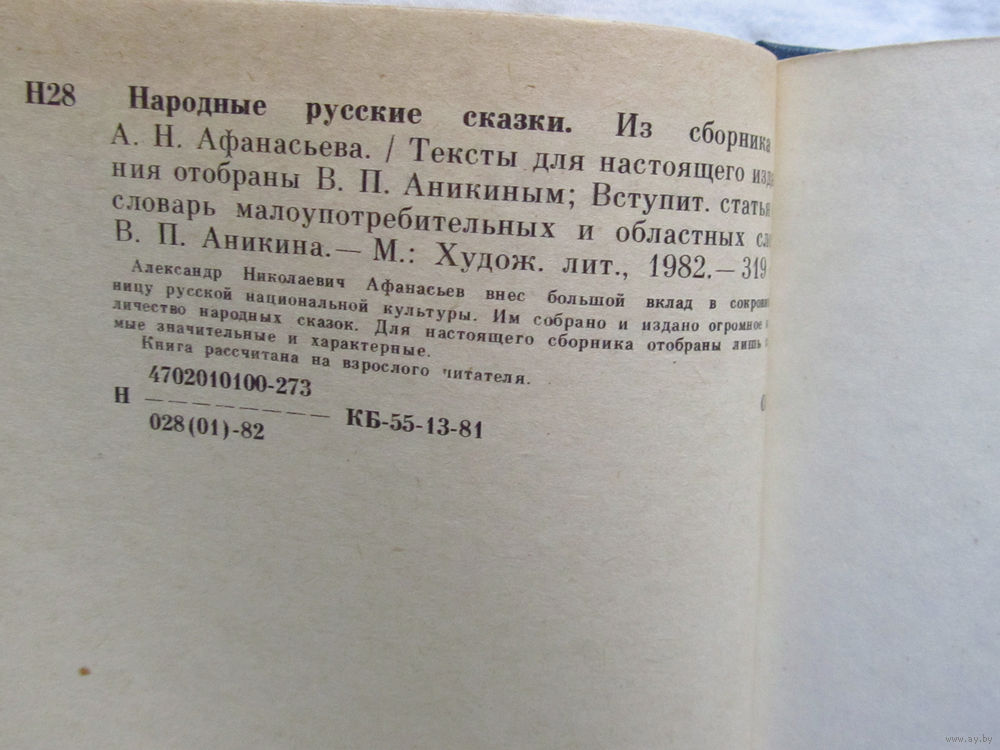 Н28 Народные русские сказки. Из сборника
А. Н. Афанасьева. / Тексты для настоящего
ния отобраны В. П. Аникиным; Вступит. статья
словарь малоупотребительных и областных
В. П. Аникина. — М.: Худож. лит., 1982. — 319
Александр Николаевич Афанасьев внес большой вклад в
ницу русской национальной культуры. Им собрано и издано огромное
личество народных сказок. Для настоящего сборника отобраны лишь
мые значительные и характерные.
Книга рассчитана на взрослого читателя.
4702010100-273
Н — — — — — — — — КБ-55-13-81
028(01)-82
www.ay.by